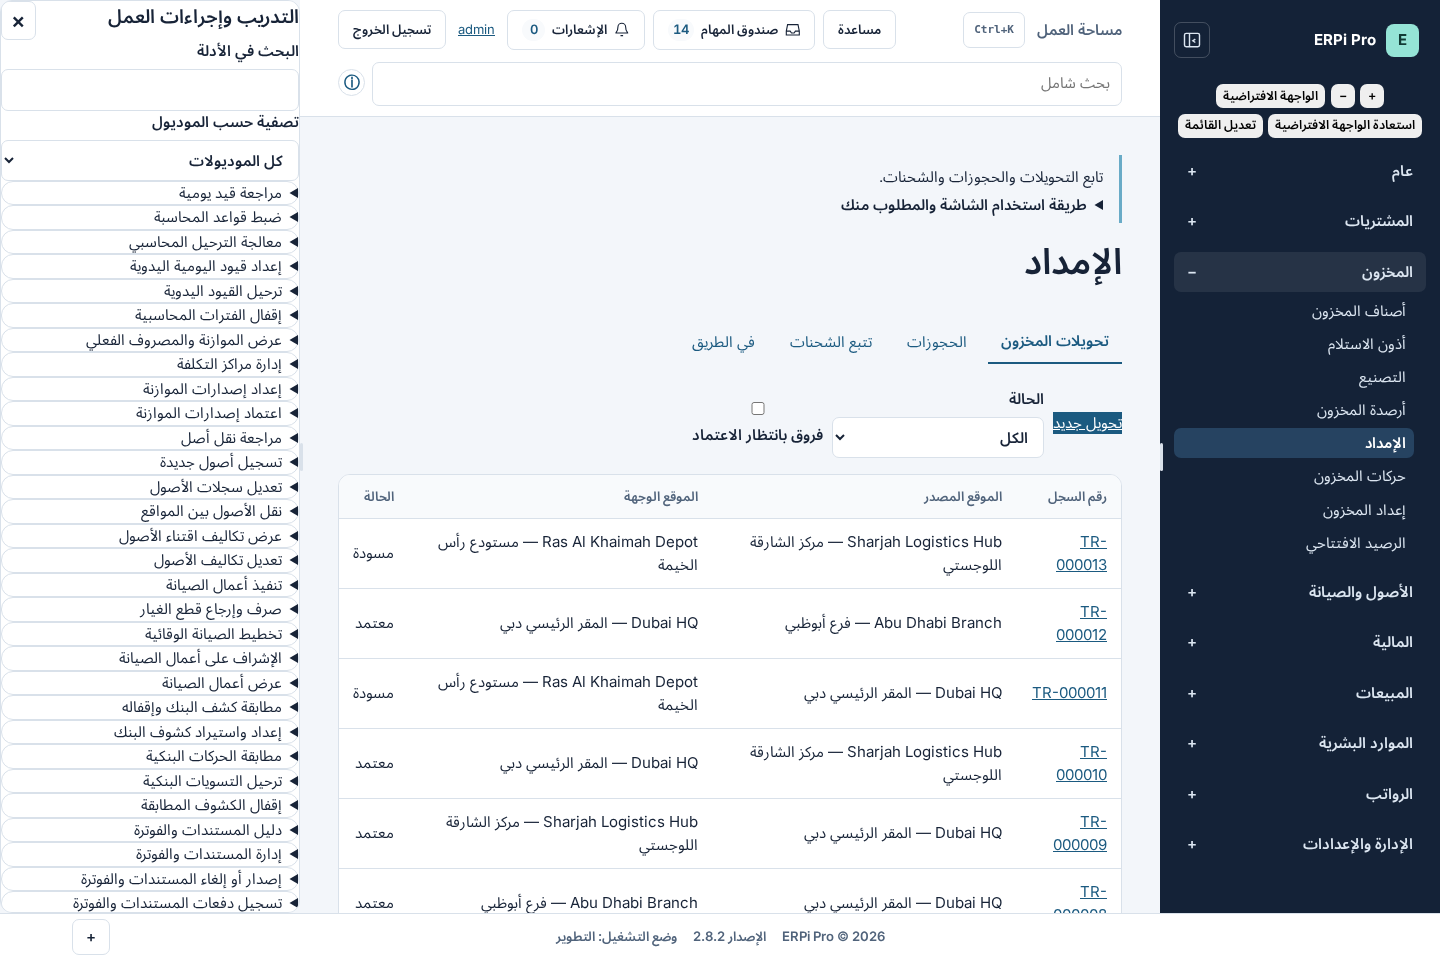 E
ERPi Pro
+
−
الواجهة الافتراضية
استعادة الواجهة الافتراضية
تعديل القائمة
عام +
المشتريات +
المخزون −
أصناف المخزون
أذون الاستلام
التصنيع
أرصدة المخزون
الإمداد
حركات المخزون
إعداد المخزون
الرصيد الافتتاحي
الأصول والصيانة +
المالية +
المبيعات +
الموارد البشرية +
الرواتب +
الإدارة والإعدادات +
مساحة العمل
Ctrl+K
مساعدة
صندوق المهام 14
الإشعارات 0
admin
تسجيل الخروج
بحث شامل
تابع التحويلات والحجوزات والشحنات.
طريقة استخدام الشاشة والمطلوب منك
الإمداد
تحويلات المخزون
الحجوزات
تتبع الشحنات
في الطريق
تحويل جديد
الحالة
الكل
فروق بانتظار الاعتماد
رقم السجل الموقع المصدر الموقع الوجهة الحالة
TR-000013 Sharjah Logistics Hub — مركز الشارقة اللوجستي Ras Al Khaimah Depot — مستودع رأس الخيمة مسودة
TR-000012 Abu Dhabi Branch — فرع أبوظبي Dubai HQ — المقر الرئيسي دبي معتمد
TR-000011 Dubai HQ — المقر الرئيسي دبي Ras Al Khaimah Depot — مستودع رأس الخيمة مسودة
TR-000010 Sharjah Logistics Hub — مركز الشارقة اللوجستي Dubai HQ — المقر الرئيسي دبي معتمد
TR-000009 Dubai HQ — المقر الرئيسي دبي Sharjah Logistics Hub — مركز الشارقة اللوجستي معتمد
TR-000008 Dubai HQ — المقر الرئيسي دبي Abu Dhabi Branch — فرع أبوظبي معتمد
التدريب وإجراءات العمل
×
البحث في الأدلة
تصفية حسب الموديول
كل الموديولات
مراجعة قيد يومية
ضبط قواعد المحاسبة
معالجة الترحيل المحاسبي
إعداد قيود اليومية اليدوية
ترحيل القيود اليدوية
إقفال الفترات المحاسبية
عرض الموازنة والمصروف الفعلي
إدارة مراكز التكلفة
إعداد إصدارات الموازنة
اعتماد إصدارات الموازنة
مراجعة نقل أصل
تسجيل أصول جديدة
تعديل سجلات الأصول
نقل الأصول بين المواقع
عرض تكاليف اقتناء الأصول
تعديل تكاليف الأصول
تنفيذ أعمال الصيانة
صرف وإرجاع قطع الغيار
تخطيط الصيانة الوقائية
الإشراف على أعمال الصيانة
عرض أعمال الصيانة
مطابقة كشف البنك وإقفاله
إعداد واستيراد كشوف البنك
مطابقة الحركات البنكية
ترحيل التسويات البنكية
إقفال الكشوف المطابقة
دليل المستندات والفوترة
إدارة المستندات والفوترة
إصدار أو إلغاء المستندات والفوترة
تسجيل دفعات المستندات والفوترة
ERPi Pro © 2026
الإصدار 2.8.2
وضع التشغيل: التطوير
+